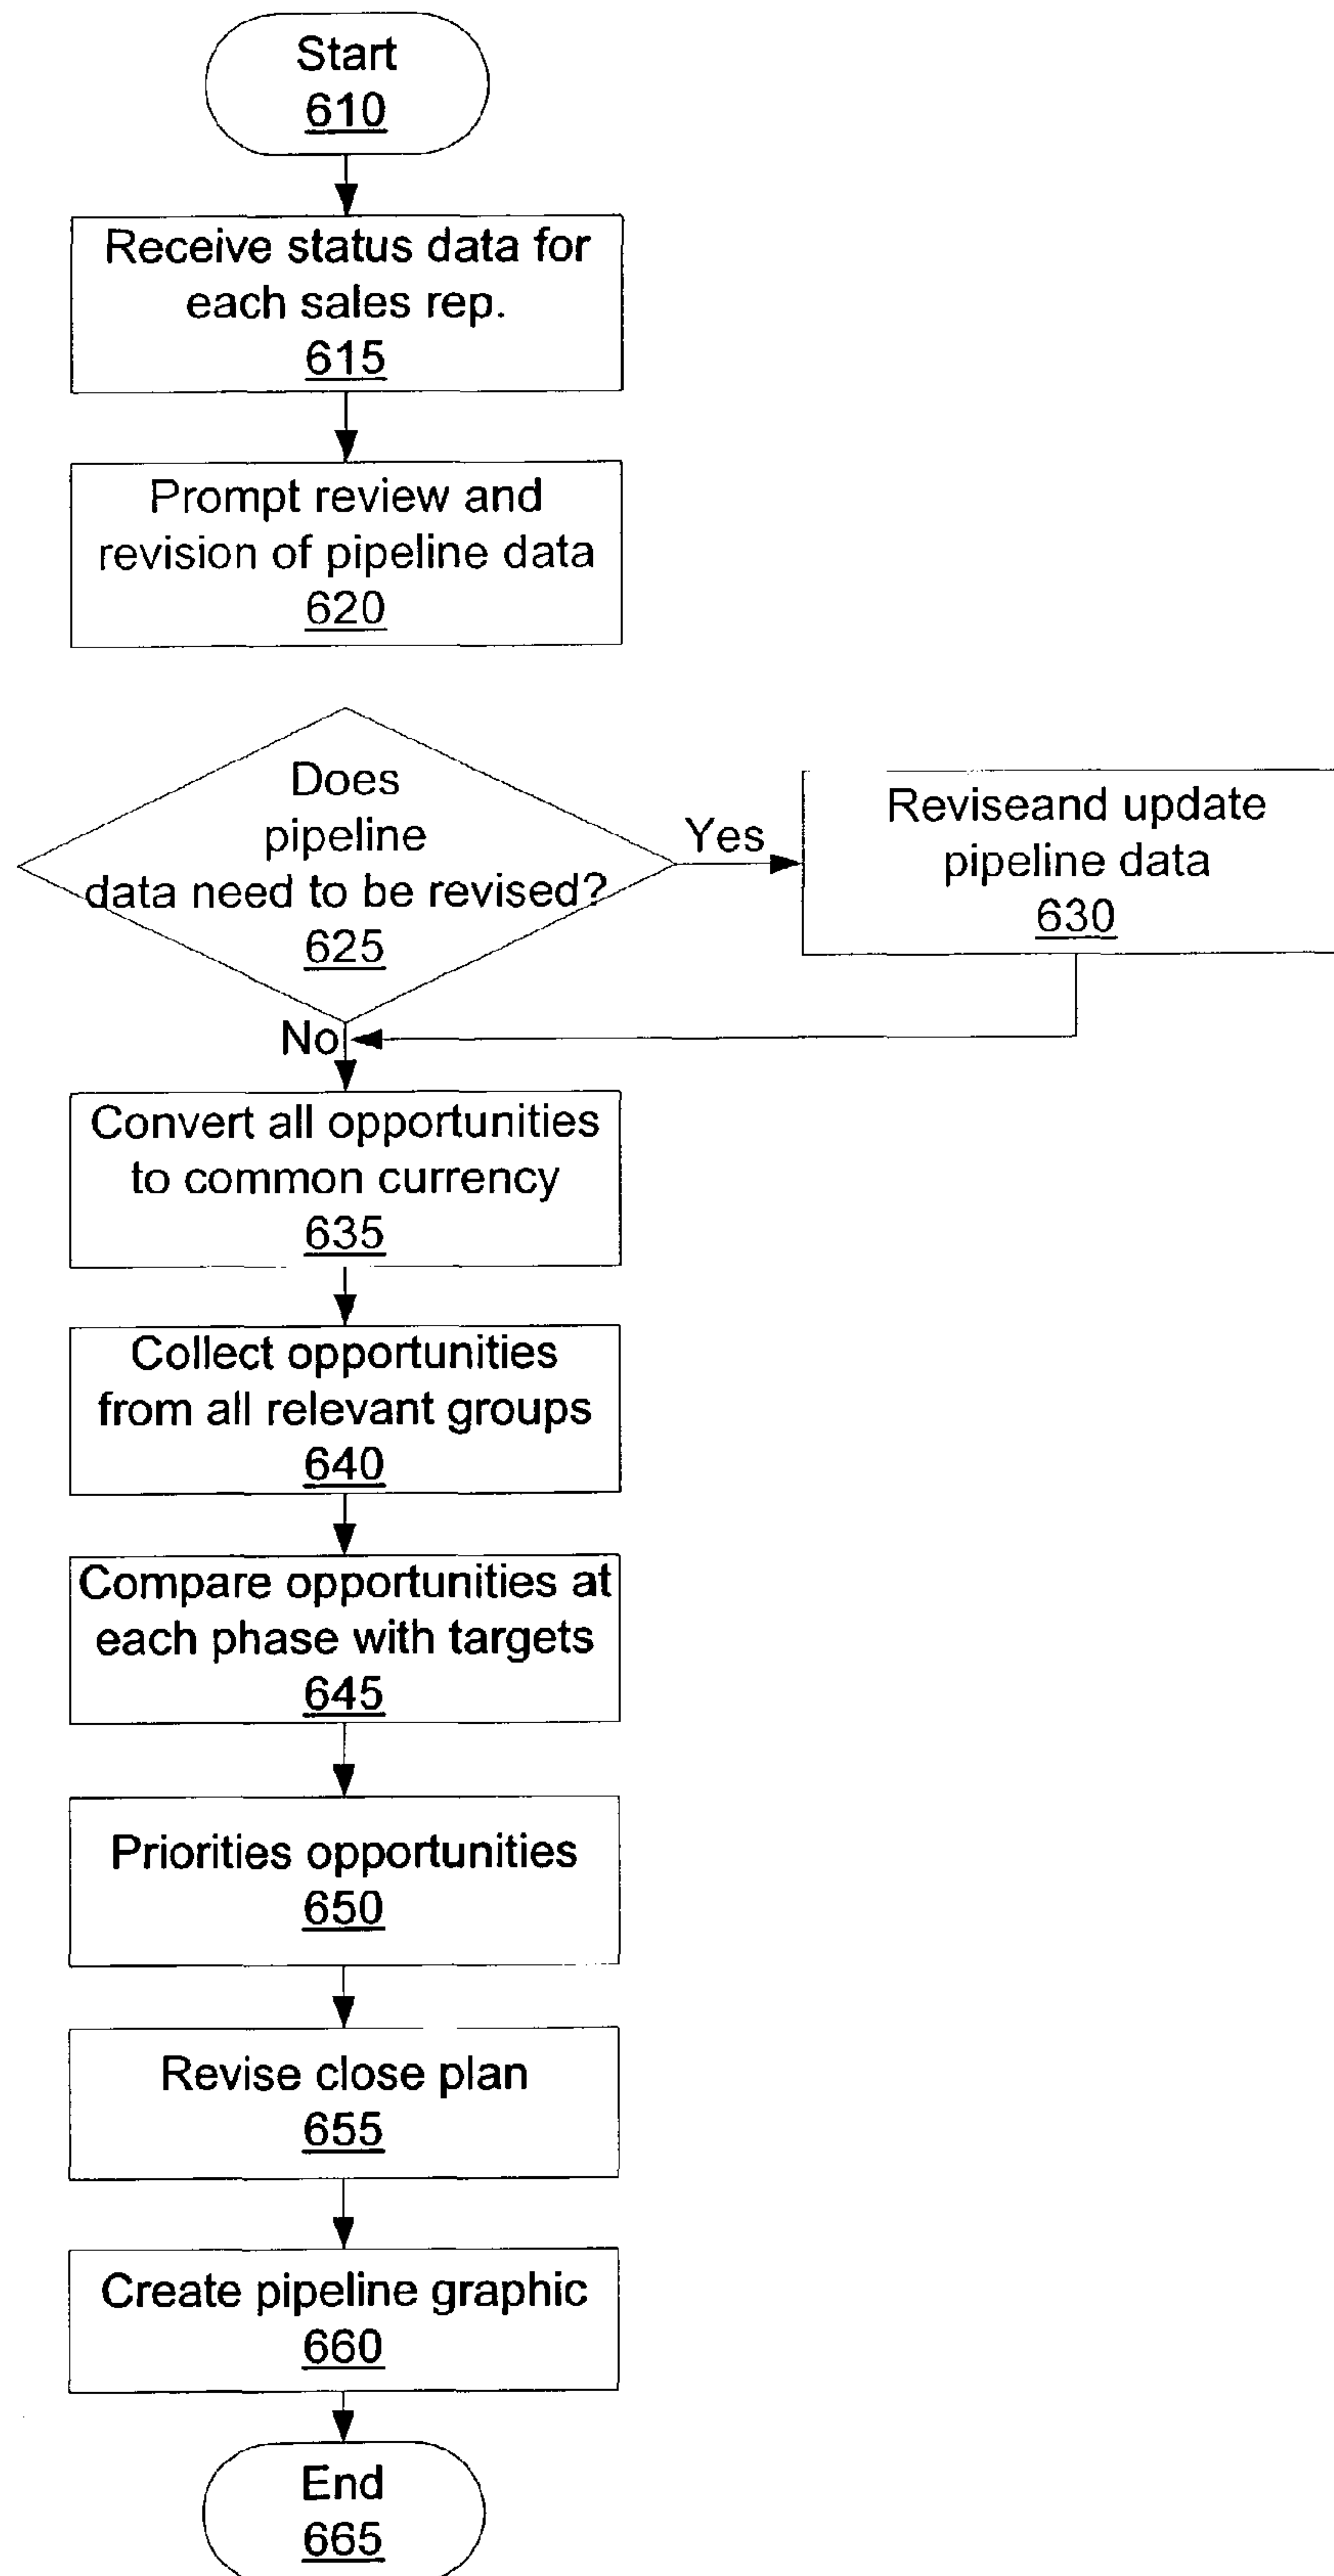 Start
610
Receive status data for
each sales rep.
615
Prompt review and
revision of pipeline data
620
Does
pipeline
data need to be revised?
625
Yes
Reviseand update
pipeline data
630
No
Convert all opportunities
to common currency
635
Collect opportunities
from all relevant groups
640
Compare opportunities at
each phase with targets
645
Priorities opportunities
650
Revise close plan
655
Create pipeline graphic
660
End
665